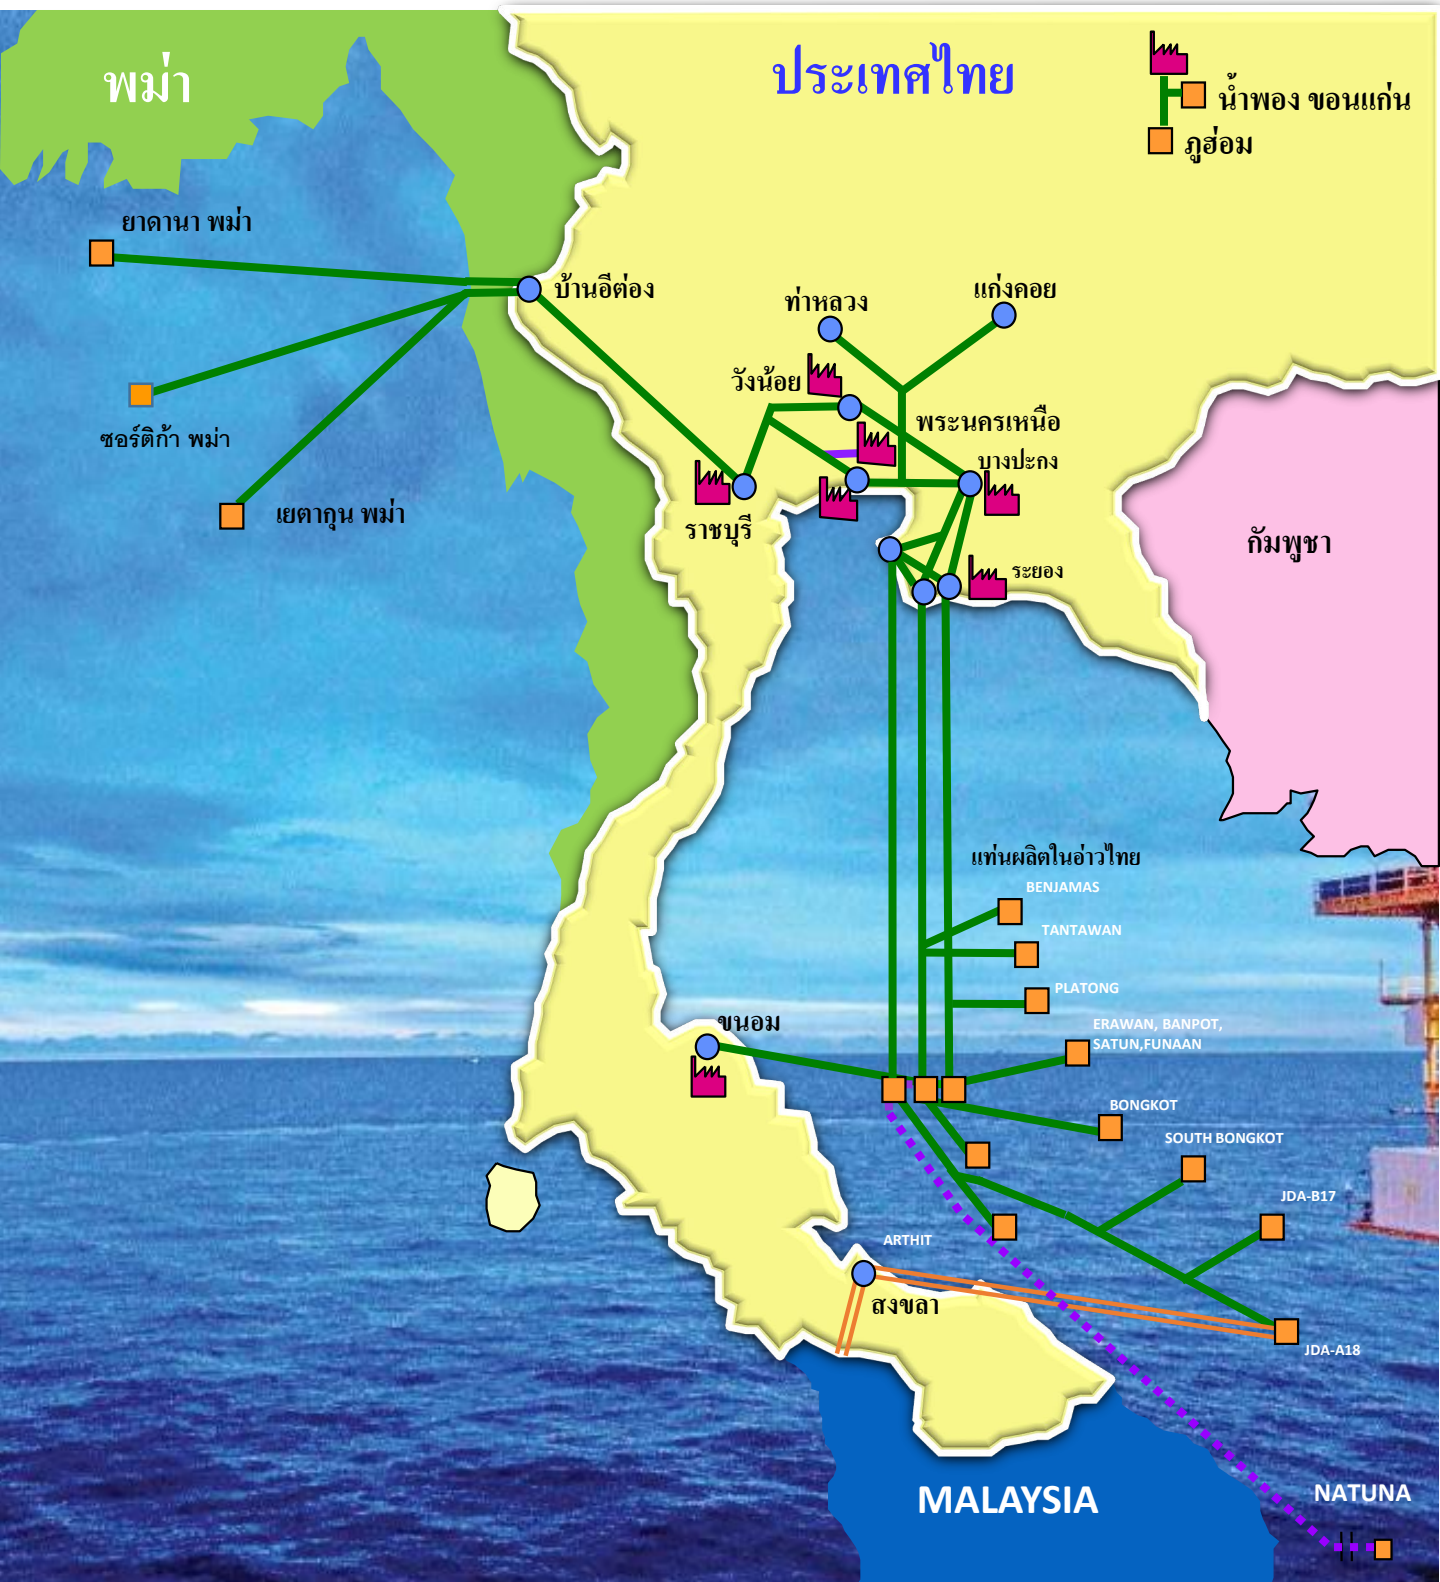 พม่า
ประเทศไทย
น้ำพอง ขอนแก่น
ภูฮ่อม
ยาดานา พม่า
บ้านอีต่อง
ท่าหลวง
แก่งคอย
วังน้อย
พระนครเหนือ
ซอร์ติก้า พม่า
บางปะกง
เยตากุน พม่า
ราชบุรี
กัมพูชา
ระยอง
แท่นผลิตในอ่าวไทย
BENJAMAS
TANTAWAN
PLATONG
ขนอม
ERAWAN, BANPOT,
SATUN,FUNAAN
BONGKOT
SOUTH BONGKOT
JDA-B17
ARTHIT
สงขลา
JDA-A18
MALAYSIA
NATUNA